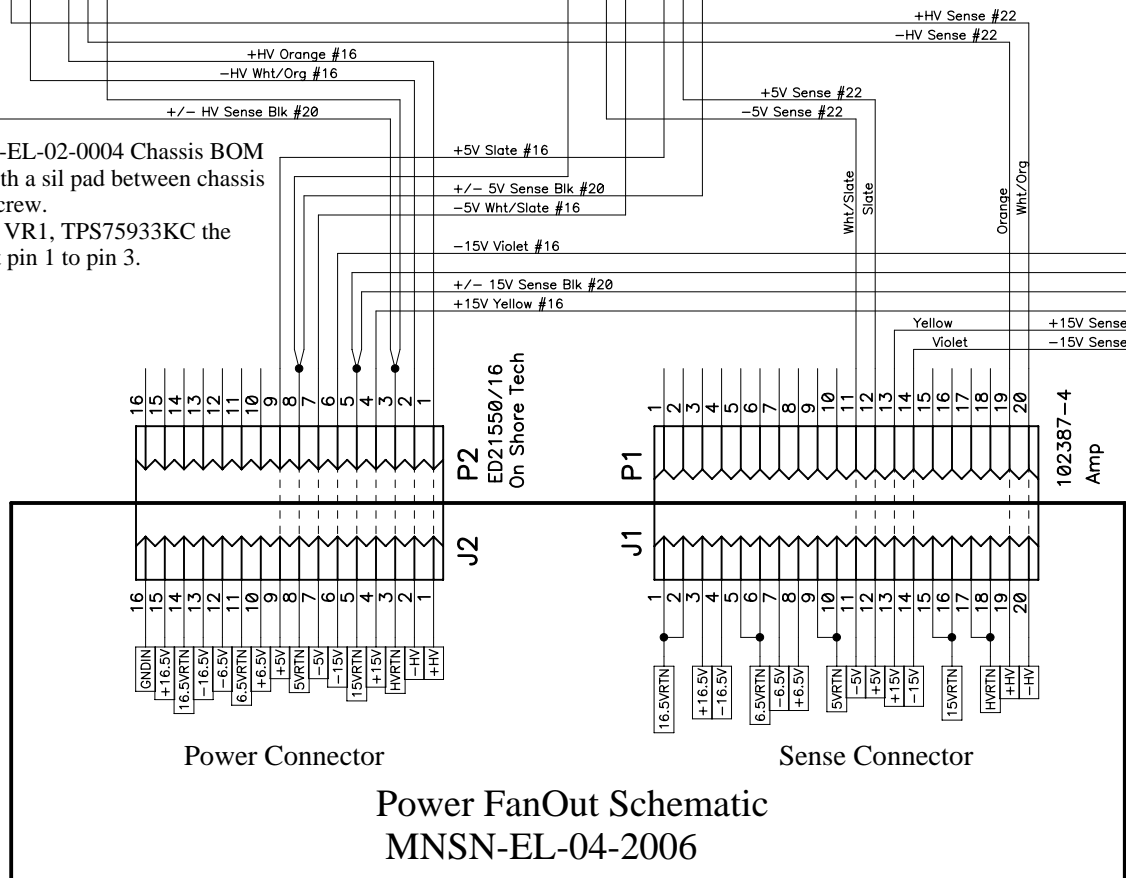 +HV Sense #22
-HV Sense #22
+HV Orange #16
-HV Wht/Org #16
+5V Sense #22
-5V Sense #22
+/- HV Sense Blk #20
-EL-02-0004 Chassis BOM
th a sil pad between chassis
crew.
VR1, TPS75933KC the
t pin 1 to pin 3.
+5V Slate #16
+/- 5V Sense Blk #20
-5V Wht/Slate #16
-15V Violet #16
+/- 15V Sense Blk #20
+15V Yellow #16
Wht/Slate
Slate
Orange
Wht/Org
Yellow
+15V Sense
Violet
-15V Sense
16 15 14 13 12 11 10 9 8 7 6 5 4 3 2 1
P2
ED21550/16
On Shore Tech
1 2 3 4 5 6 7 8 9 10 11 12 13 14 15 16 17 18 19 20
P1
102387-4
Amp
J2
16 15 14 13 12 11 10 9 8 7 6 5 4 3 2 1
GNDIN
+16.5V
16.5VRTN
-16.5V
-6.5V
6.5VRTN
+6.5V
+5V
5VRTN
-5V
-15V
15VRTN
+15V
HVRTN
-HV
+HV
J1
1 2 3 4 5 6 7 8 9 10 11 12 13 14 15 16 17 18 19 20
16.5VRTN
+16.5V
-16.5V
6.5VRTN
-6.5V
+6.5V
5VRTN
-5V
+5V
+15V
-15V
15VRTN
HVRTN
+HV
-HV
Power Connector
Sense Connector
Power FanOut Schematic
MNSN-EL-04-2006